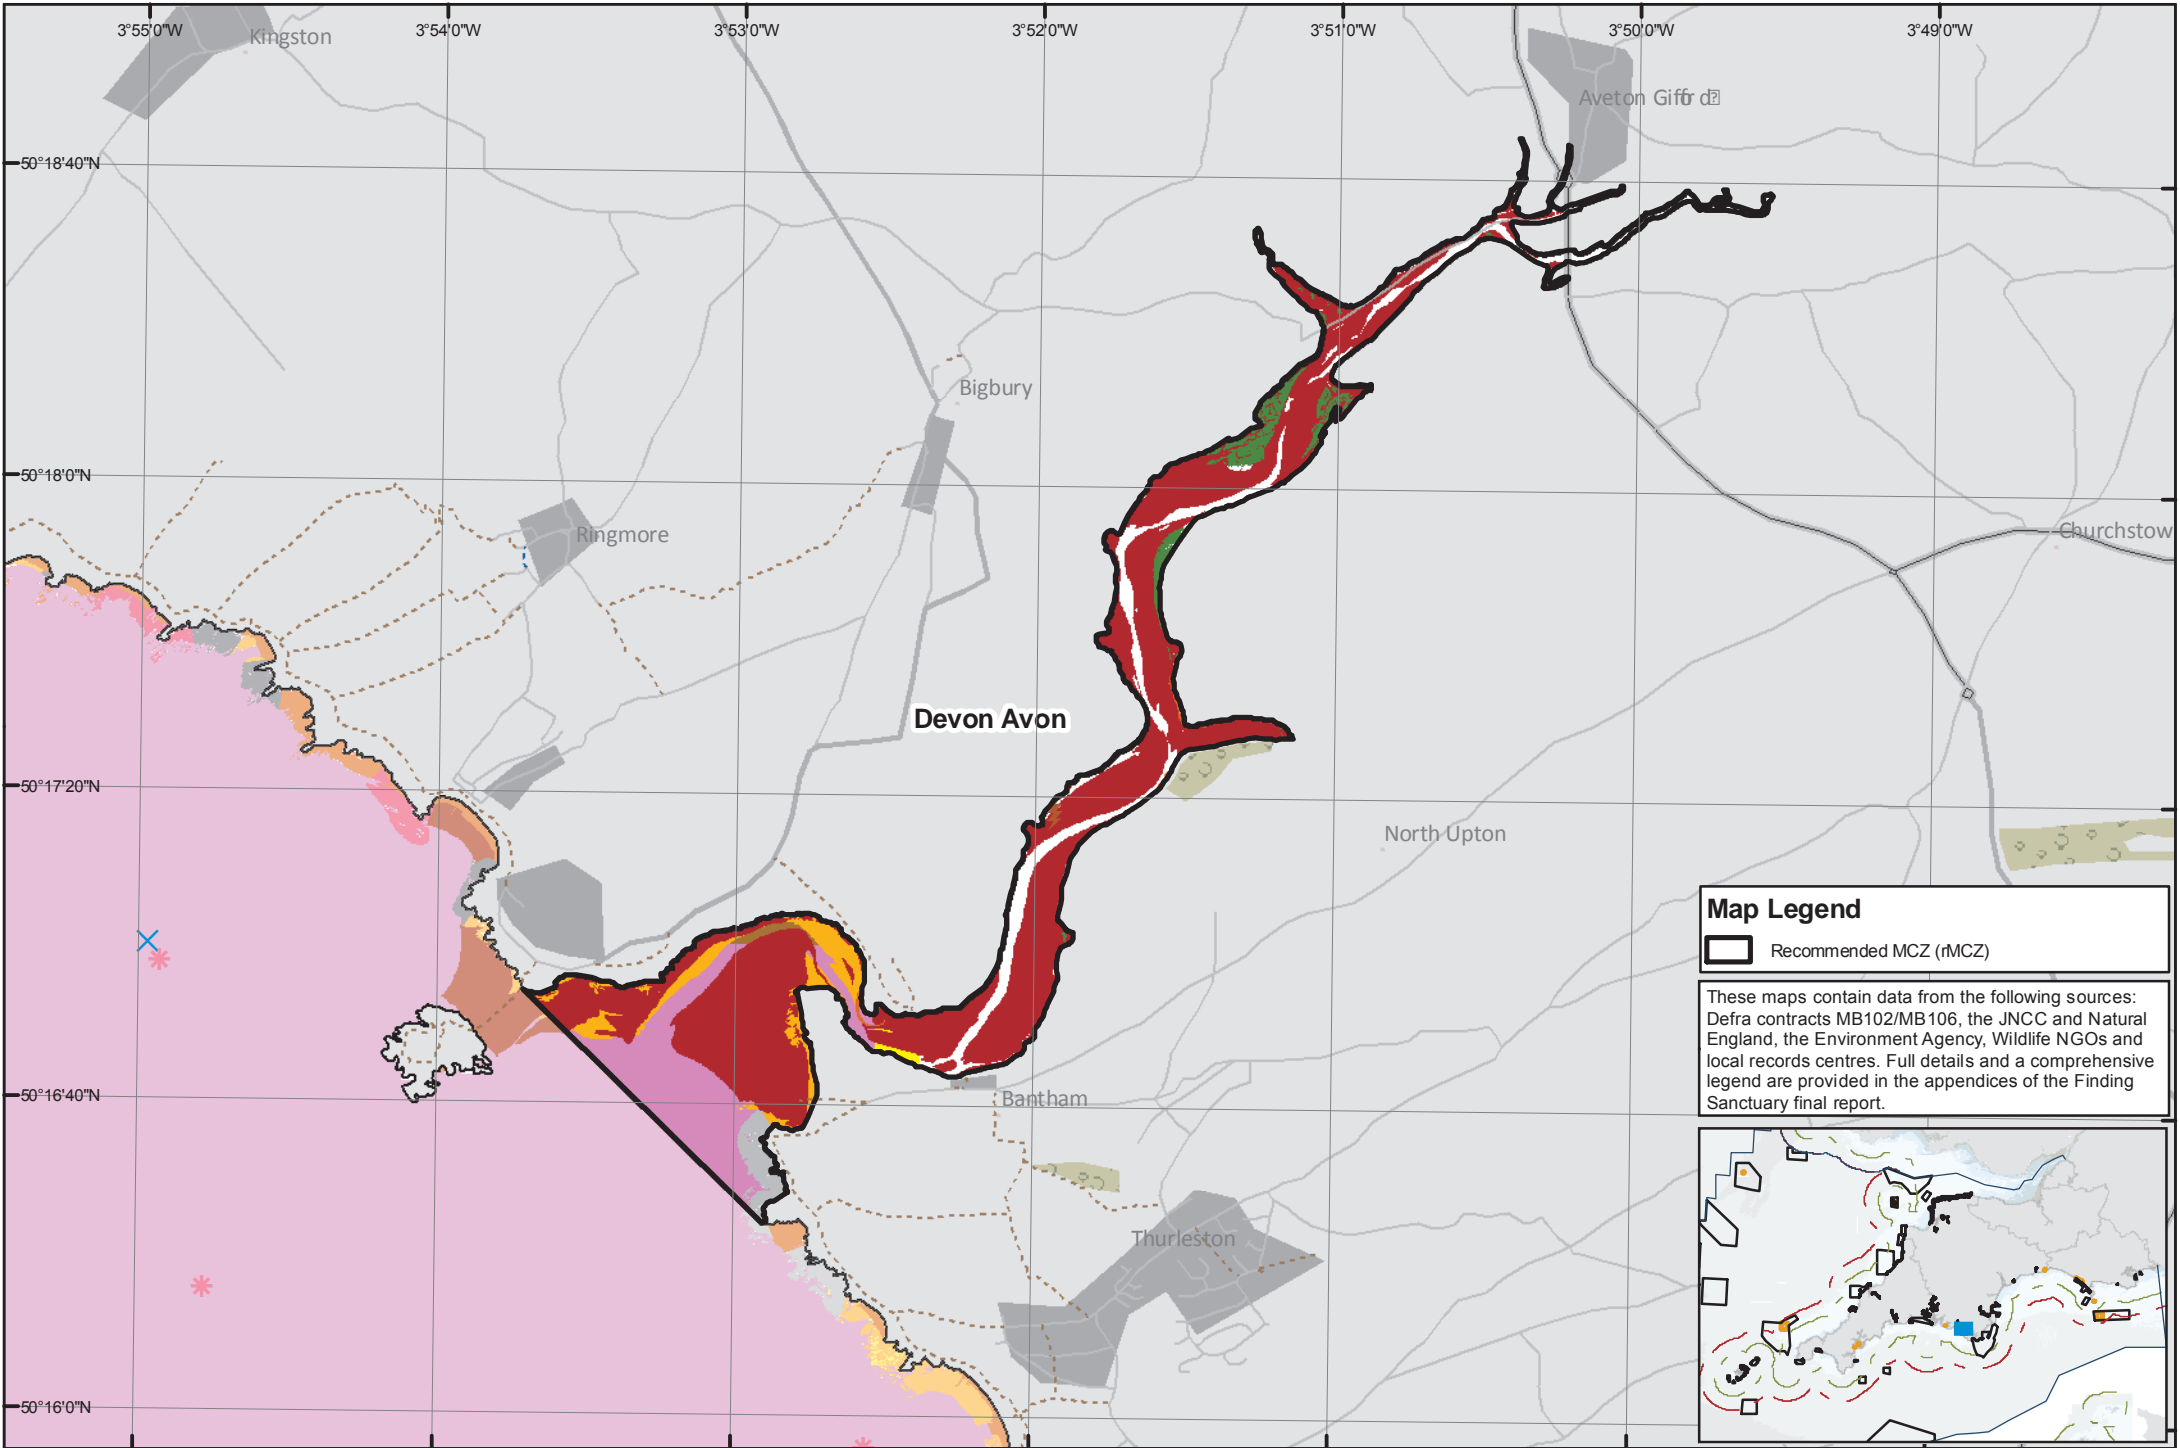 3°55'0"W
3°54'0"W
3°53'0"W
3°52'0"W
3°51'0"W
3°50'0"W
3°49'0"W
Kingston
Aveton Gifford
50°18'40"N
Bigbury
50°18'0"N
Ringmore
Churchstow
Devon Avon
50°17'20"N
North Upton
Map Legend
Recommended MCZ (rMCZ)
These maps contain data from the following sources:
Defra contracts MB102/MB106, the JNCC and Natural
England, the Environment Agency, Wildlife NGOs and
local records centres. Full details and a comprehensive
legend are provided in the appendices of the Finding
Sanctuary final report.
50°16'40"N
Bantham
Thurleston
50°16'0"N